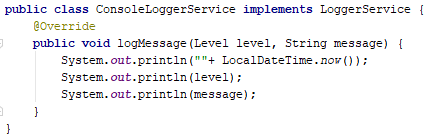 public class ConsoleLoggerService implements LoggerService {
@Override
public void logMessage(Level level, String message) {
System.out.println(""+ LocalDateTime.now());
System.out.println(level);
System.out.println(message);
}
}